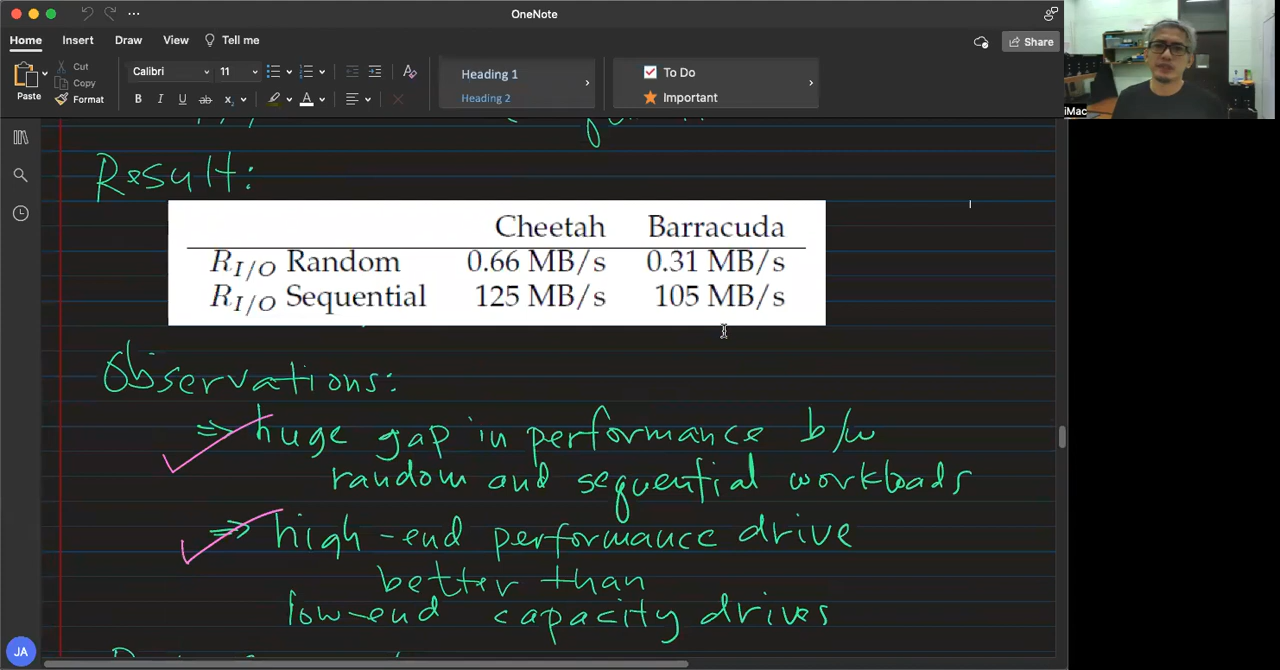 OneNote
Home Insert Draw View Tell me
Share
Paste
Cut
Copy
Format
Calibri 11
B I U ab x
A
Heading 1
Heading 2
To Do
Important
iMac
Result:
Cheetah Barracuda
R_I/O Random 0.66 MB/s 0.31 MB/s
R_I/O Sequential 125 MB/s 105 MB/s
Observations:
⇒ huge gap in performance b/w
random and sequential workloads
⇒ high-end performance drive
better than
low-end capacity drives
JA